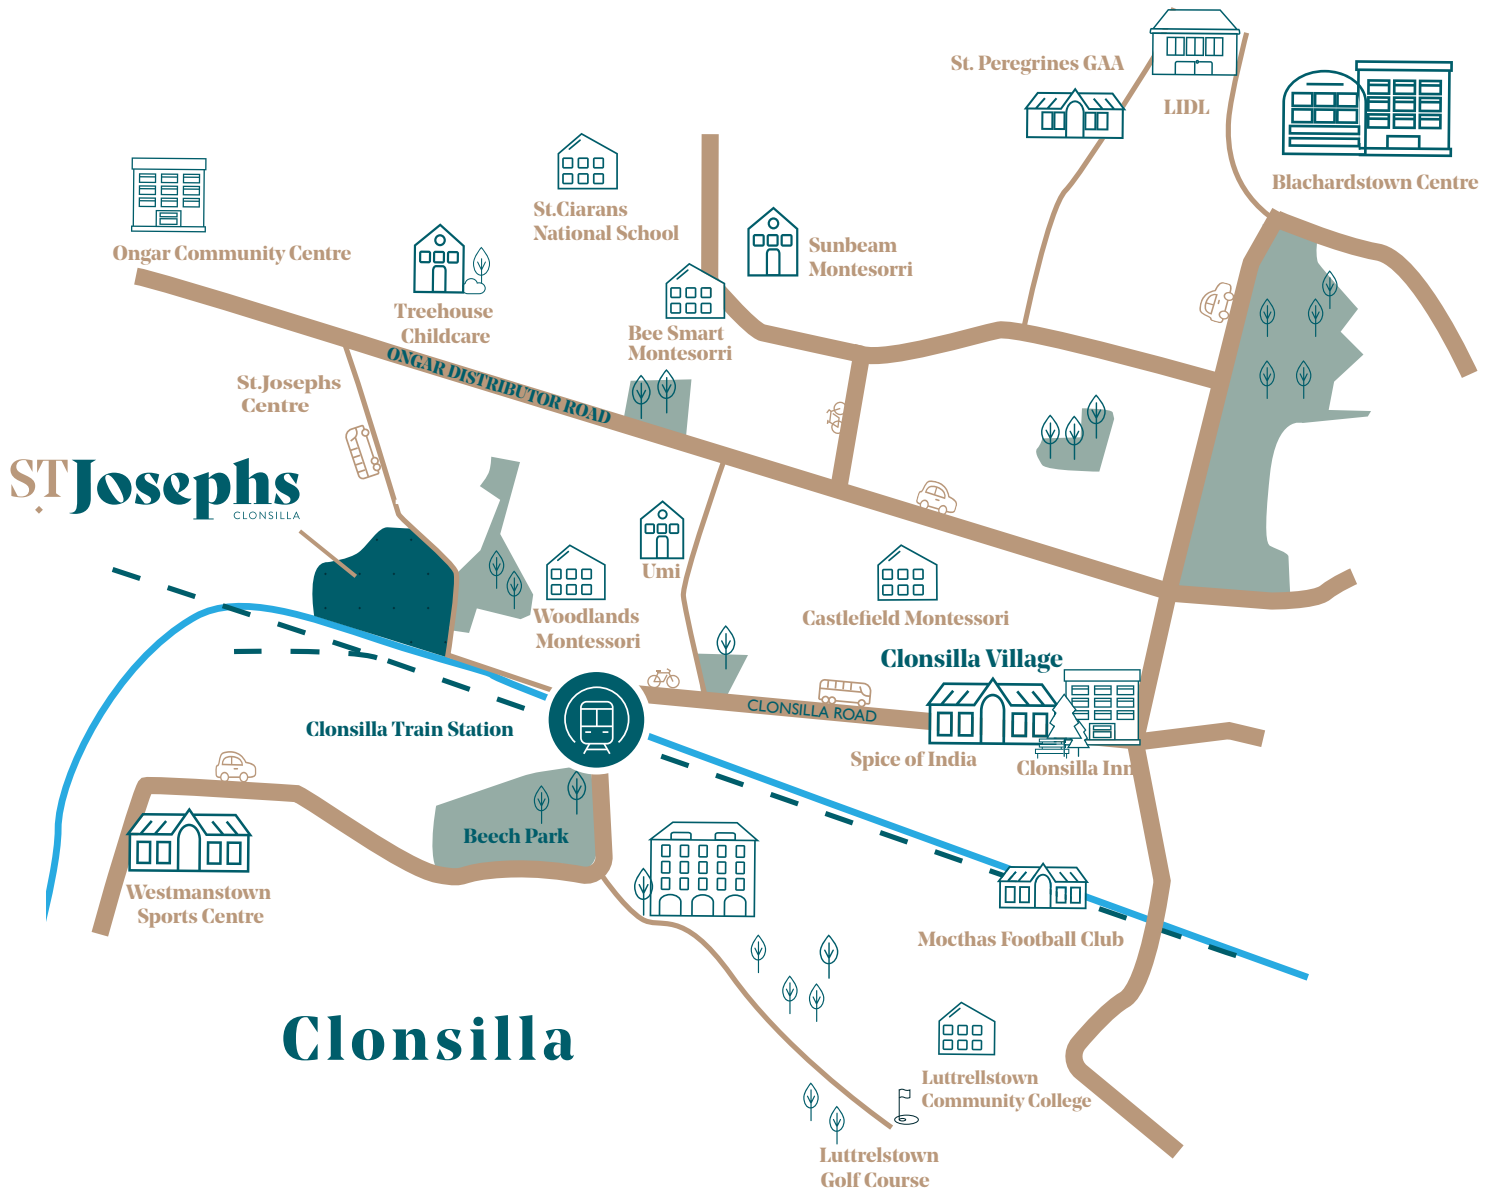 St. Peregrines GAA
LIDL
Blachardstown Centre
St.Ciarans
National School
Sunbeam
Montesorri
Ongar Community Centre
Treehouse
Childcare
Bee Smart
Montesorri
ONGAR DISTRIBUTOR ROAD
St.Josephs
Centre
ST Josephs
CLONSILLA
Umi
Woodlands
Montessori
Castlefield Montessori
Clonsilla Village
CLONSILLA ROAD
Clonsilla Train Station
Spice of India
Clonsilla Inn
Beech Park
Westmanstown
Sports Centre
Mocthas Football Club
Clonsilla
Luttrellstown
Community College
Luttrelstown
Golf Course